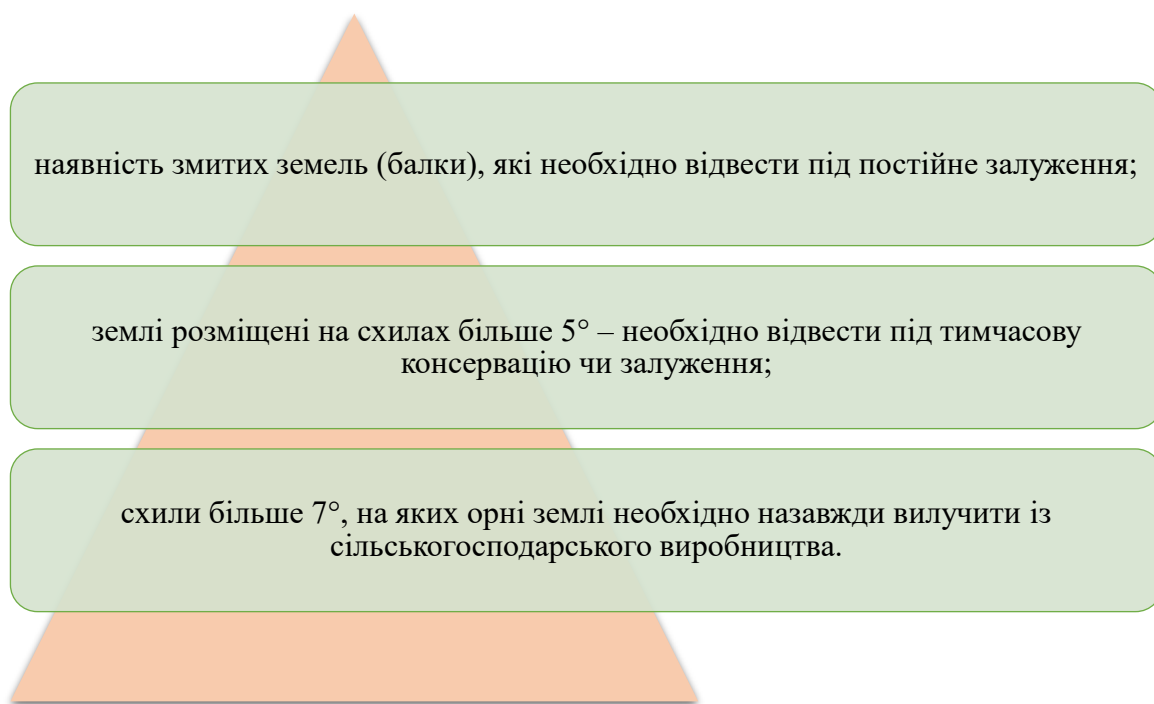 наявність змитих земель (балки), які необхідно відвести під постійне залуження;
землі розміщені на схилах більше 5° – необхідно відвести під тимчасову
консервацію чи залуження;
схили більше 7°, на яких орні землі необхідно назавжди вилучити із
сільськогосподарського виробництва.